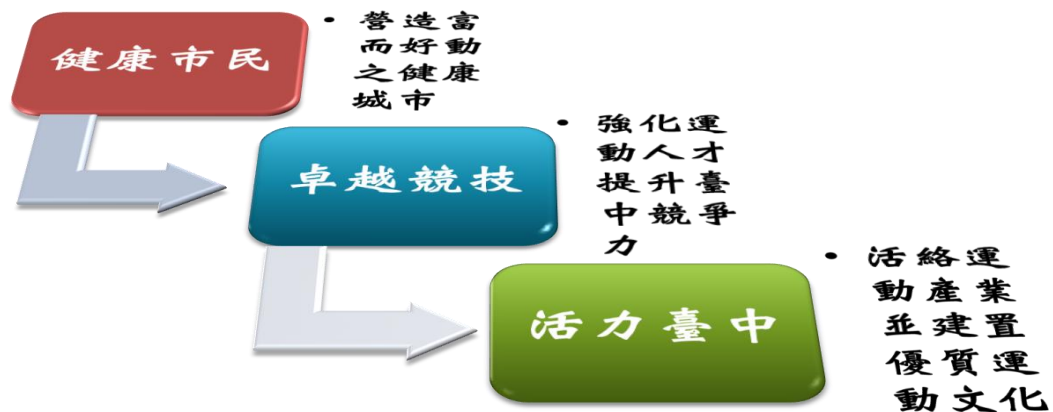 健康市民
• 營造富
而好動
之健康
城市
卓越競技
• 強化運
動人才
提升臺
中競爭
力
活力臺中
• 活絡運
動產業
並建置
優質運
動文化